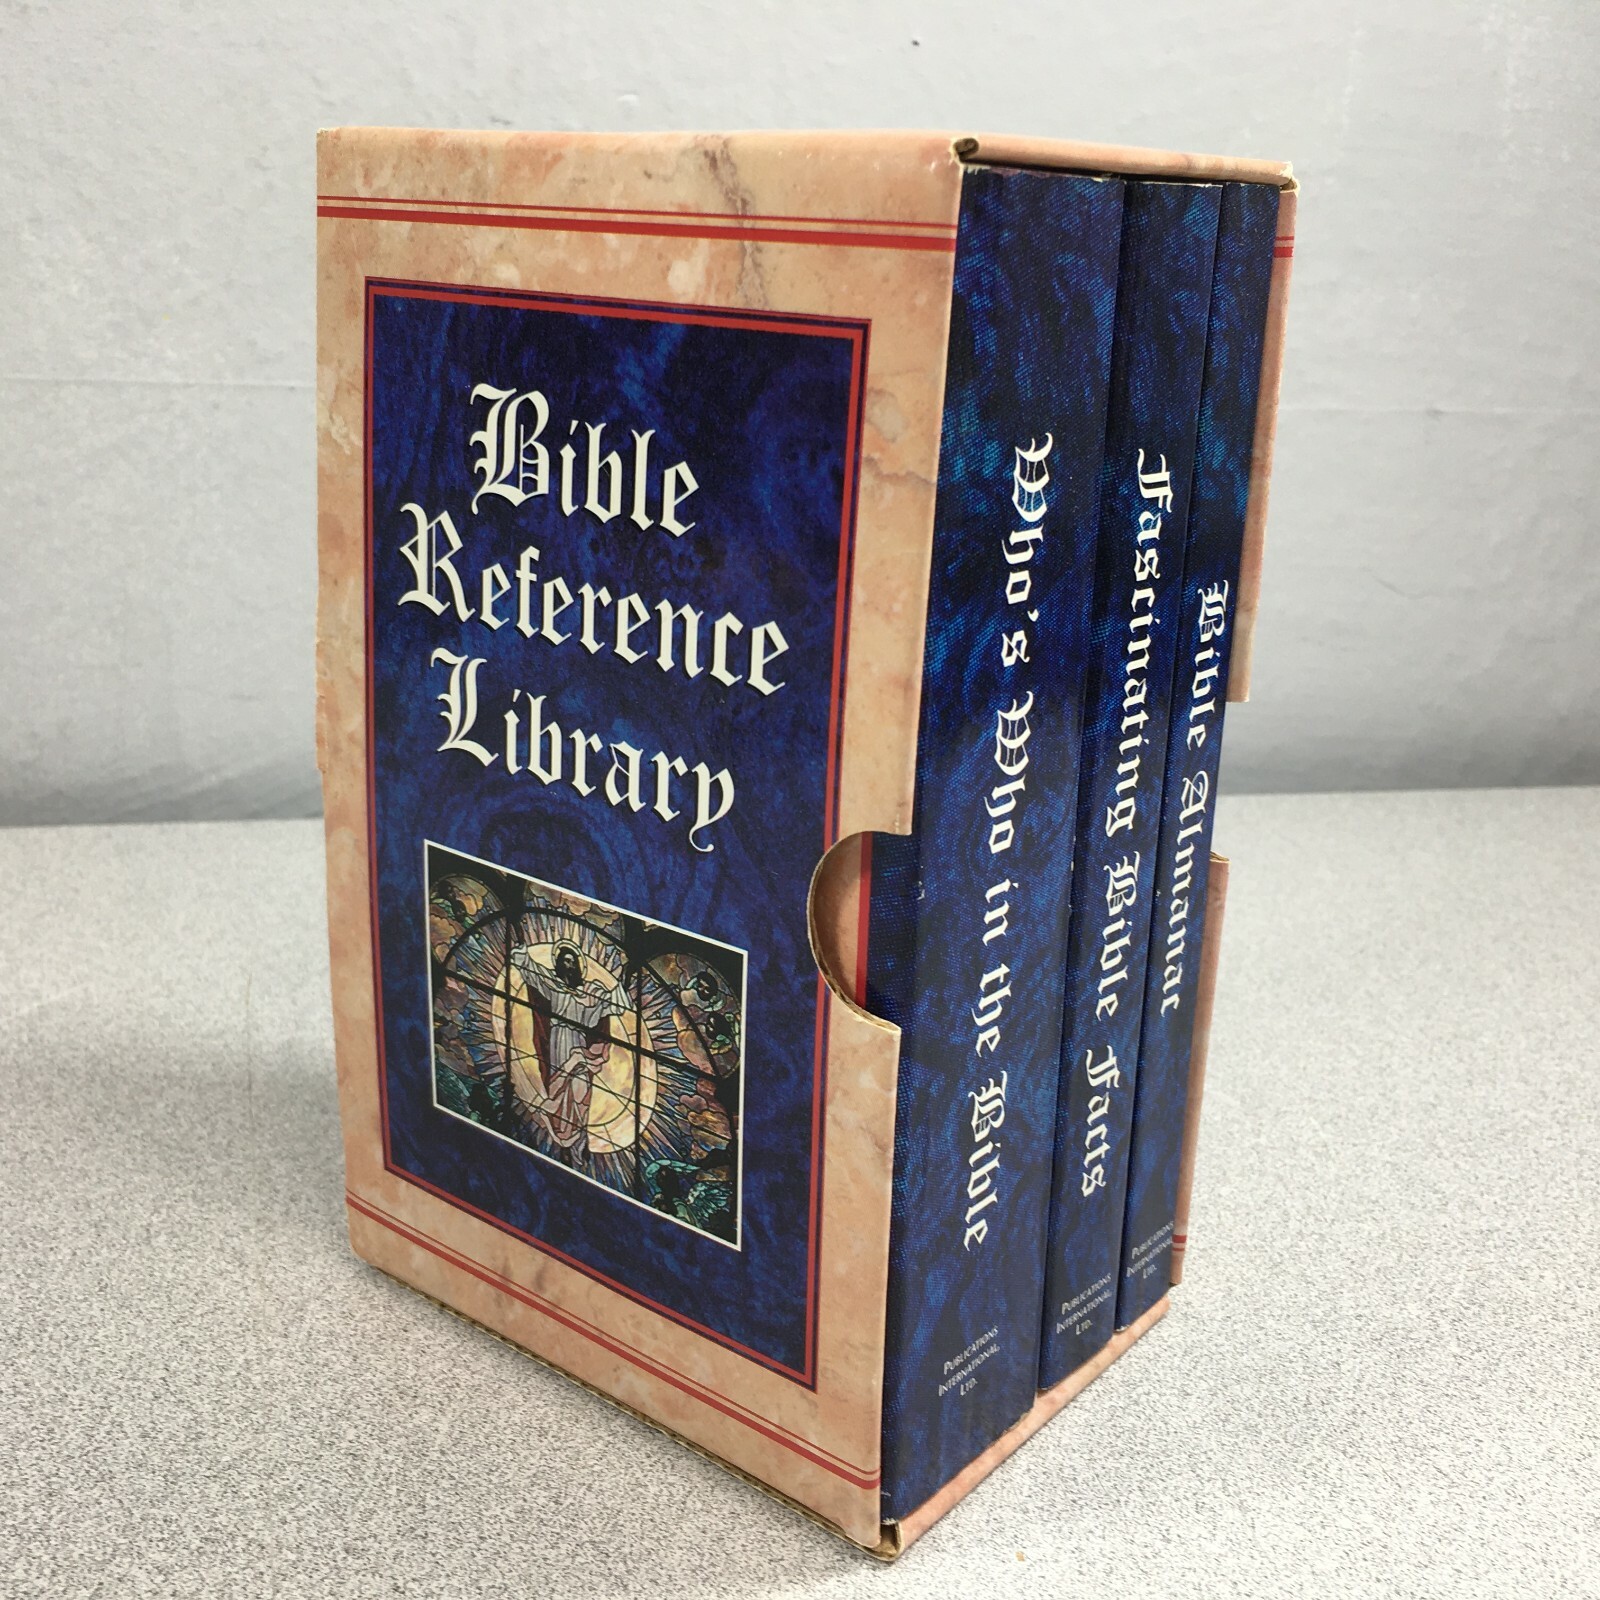 Bible
Reference
Library
Who's Who in the Bible
Publications
International,
Ltd.
Fascinating Bible Facts
Publications
International,
Ltd.
Bible Almanac
Publications
International,
Ltd.